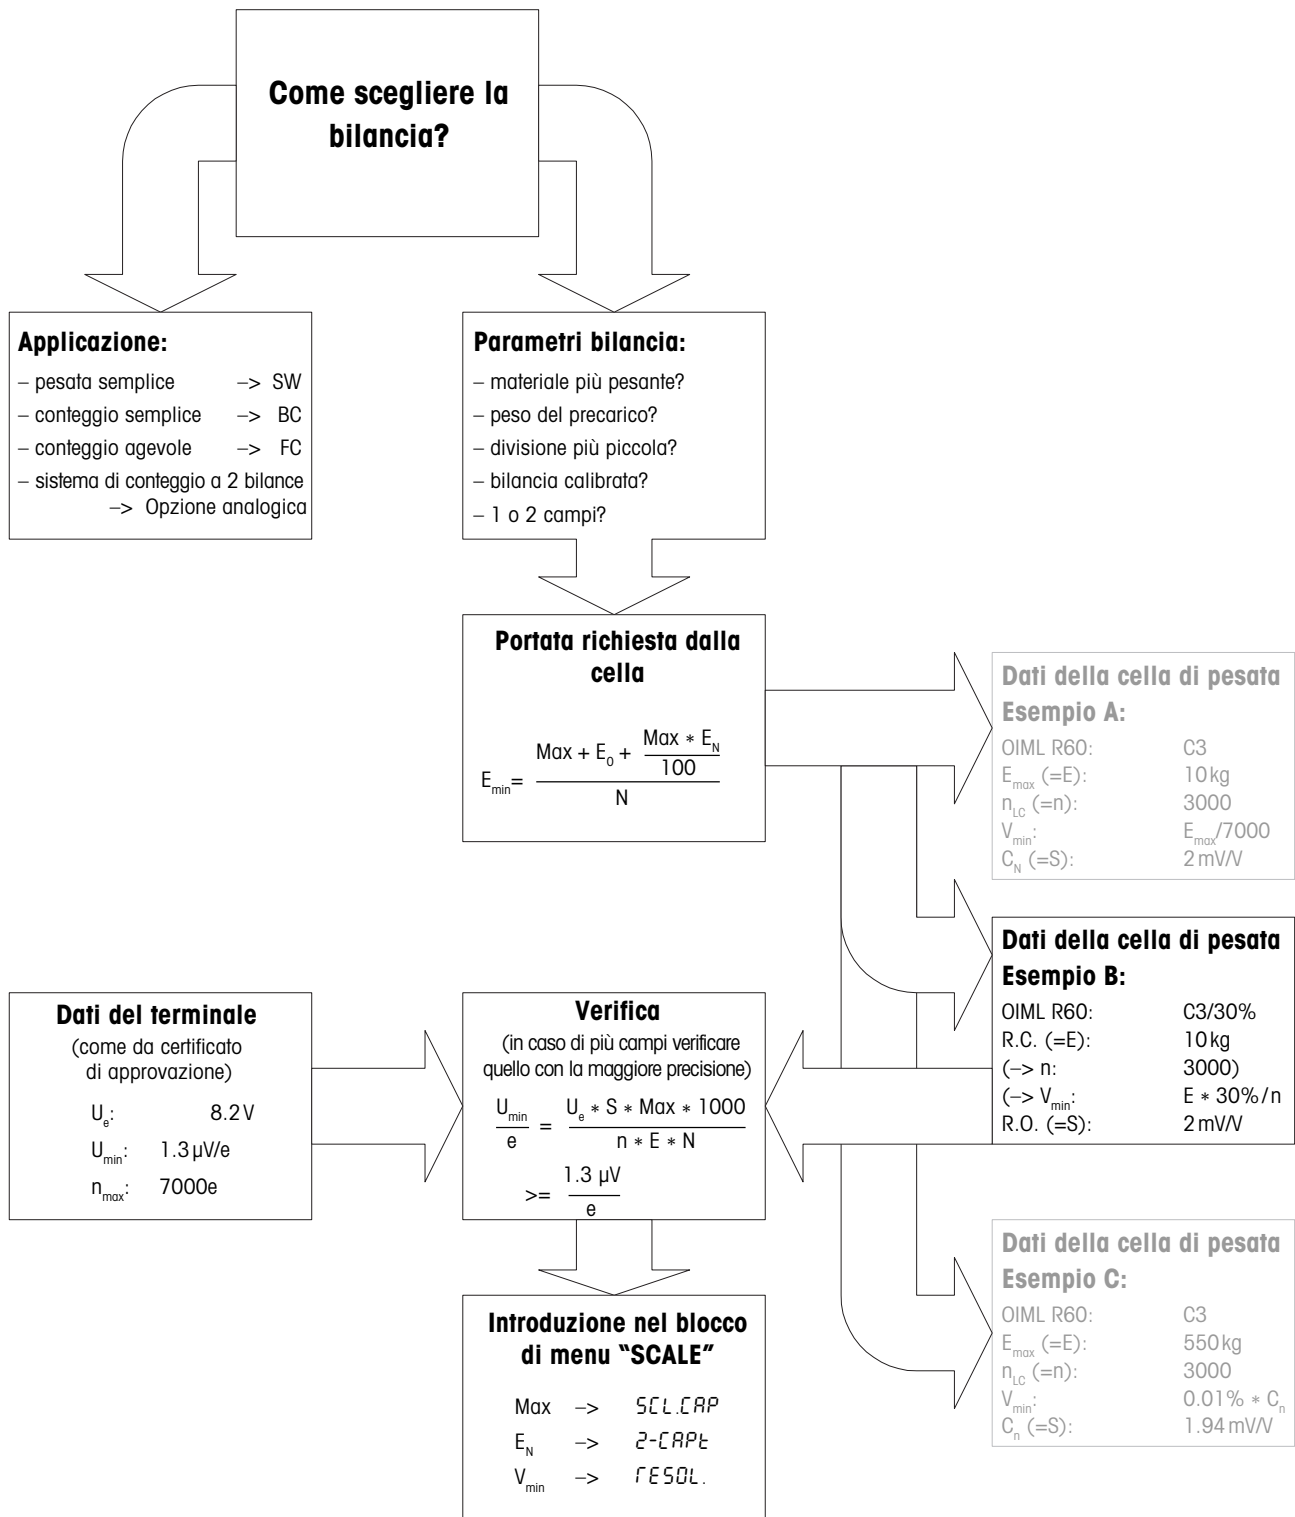 Come scegliere la
bilancia?
Applicazione:
– pesata semplice –> SW
– conteggio semplice –> BC
– conteggio agevole –> FC
– sistema di conteggio a 2 bilance
–> Opzione analogica
Parametri bilancia:
– materiale più pesante?
– peso del precarico?
– divisione più piccola?
– bilancia calibrata?
– 1 o 2 campi?
Portata richiesta dalla
cella
E_min = (Max + E_0 + (Max * E_N) / 100) / N
Dati della cella di pesata
Esempio A:
OIML R60: C3
E_max (=E): 10 kg
n_LC (=n): 3000
V_min: E_max/7000
C_N (=S): 2 mV/V
Dati della cella di pesata
Esempio B:
OIML R60: C3/30%
R.C. (=E): 10 kg
(–> n: 3000)
(–> V_min: E * 30%/n
R.O. (=S): 2 mV/V
Dati del terminale
(come da certificato
di approvazione)
U_e: 8.2 V
U_min: 1.3 µV/e
n_max: 7000e
Verifica
(in caso di più campi verificare
quello con la maggiore precisione)
U_min / e = (U_e * S * Max * 1000) / (n * E * N)
>= 1.3 µV / e
Dati della cella di pesata
Esempio C:
OIML R60: C3
E_max (=E): 550 kg
n_LC (=n): 3000
V_min: 0.01% * C_n
C_n (=S): 1.94 mV/V
Introduzione nel blocco
di menu “SCALE”
Max –> SCL.CAP
E_N –> 2-CAPt
V_min –> rESOL.